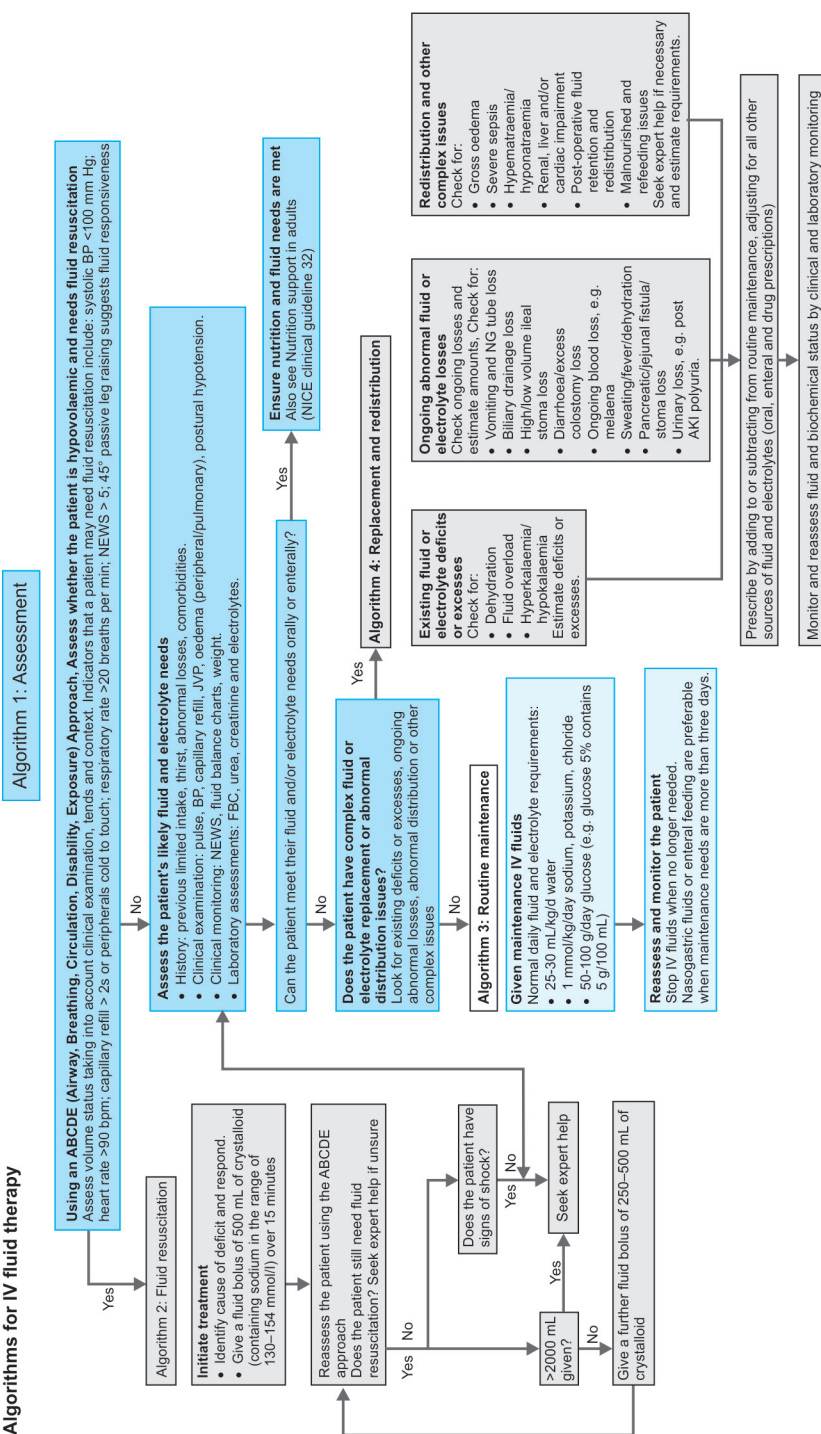 Algorithms for IV fluid therapy
Algorithm 1: Assessment
Using an ABCDE (Airway, Breathing, Circulation, Disability, Exposure) Approach, Assess whether the patient is hypovolaemic and needs fluid resuscitation
Assess volume status taking into account clinical examination, tends and context. Indicators that a patient may need fluid resuscitation include: systolic BP <100 mm Hg;
heart rate >90 bpm; capillary refill > 2s or peripherals cold to touch; respiratory rate >20 breaths per min; NEWS > 5; 45° passive leg raising suggests fluid responsiveness
Yes
No
Algorithm 2: Fluid resuscitation
Initiate treatment
• Identify cause of deficit and respond.
• Give a fluid bolus of 500 mL of crystalloid
(containing sodium in the range of
130–154 mmol/l) over 15 minutes
Reassess the patient using the ABCDE
approach
Does the patient still need fluid
resuscitation? Seek expert help if unsure
Yes
No
Does the patient have
signs of shock?
Yes
No
>2000 mL
given?
Yes
Seek expert help
No
Give a further fluid bolus of 250–500 mL of
crystalloid
Assess the patient's likely fluid and electrolyte needs
• History: previous limited intake, thirst, abnormal losses, comorbidities.
• Clinical examination: pulse, BP, capillary refill, JVP, oedema (peripheral/pulmonary), postural hypotension.
• Clinical monitoring: NEWS, fluid balance charts, weight.
• Laboratory assessments: FBC, urea, creatinine and electrolytes.
Can the patient meet their fluid and/or electrolyte needs orally or enterally?
Yes
Ensure nutrition and fluid needs are met
Also see Nutrition support in adults
(NICE clinical guideline 32)
No
Does the patient have complex fluid or
electrolyte replacement or abnormal
distribution issues?
Look for existing deficits or excesses, ongoing
abnormal losses, abnormal distribution or other
complex issues
Yes
No
Algorithm 3: Routine maintenance
Given maintenance IV fluids
Normal daily fluid and electrolyte requirements:
• 25-30 mL/kg/d water
• 1 mmol/kg/day sodium, potassium, chloride
• 50-100 g/day glucose (e.g, glucose 5% contains
5 g/100 mL)
Reassess and monitor the patient
Stop IV fluids when no longer needed.
Nasogastric fluids or enteral feeding are preferable
when maintenance needs are more than three days.
Algorithm 4: Replacement and redistribution
Existing fluid or
electrolyte deficits
or excesses
Check for:
• Dehydration
• Fluid overload
• Hyperkalaemia/
hypokalaemia
Estimate deficits or
excesses.
Ongoing abnormal fluid or
electrolyte losses
Check ongoing losses and
estimate amounts, Check for:
• Vomiting and NG tube loss
• Biliary drainage loss
• High/low volume ileal
stoma loss
• Diarrhoea/excess
colostomy loss
• Ongoing blood loss, e.g.
melaena
• Sweating/fever/dehydration
• Pancreatic/jejunal fistula/
stoma loss
• Urinary loss, e.g. post
AKI polyuria.
Redistribution and other
complex issues
Check for:
• Gross oedema
• Severe sepsis
• Hypematraemia/
hyponatraemia
• Renal, liver and/or
cardiac impairment
• Post-operative fluid
retention and
redistribution
• Malnourished and
refeeding issues
Seek expert help if necessary
and estimate requirements.
Prescribe by adding to or subtracting from routine maintenance, adjusting for all other
sources of fluid and electrolytes (oral, enteral and drug prescriptions)
Monitor and reassess fluid and biochemical status by clinical and laboratory monitoring